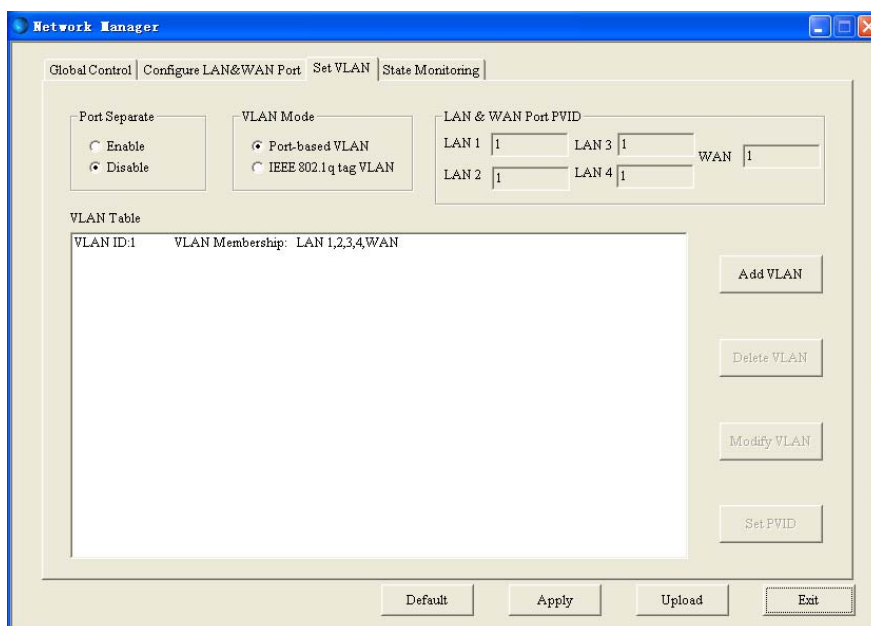 Network Manager
Global Control
Configure LAN&WAN Port
Set VLAN
State Monitoring
Port Separate
Enable
Disable
VLAN Mode
Port-based VLAN
IEEE 802.1q tag VLAN
LAN & WAN Port PVID
LAN 1 1
LAN 3 1
LAN 2 1
LAN 4 1
WAN 1
VLAN Table
VLAN ID:1 VLAN Membership: LAN 1,2,3,4,WAN
Add VLAN
Delete VLAN
Modify VLAN
Set PVID
Default
Apply
Upload
Exit